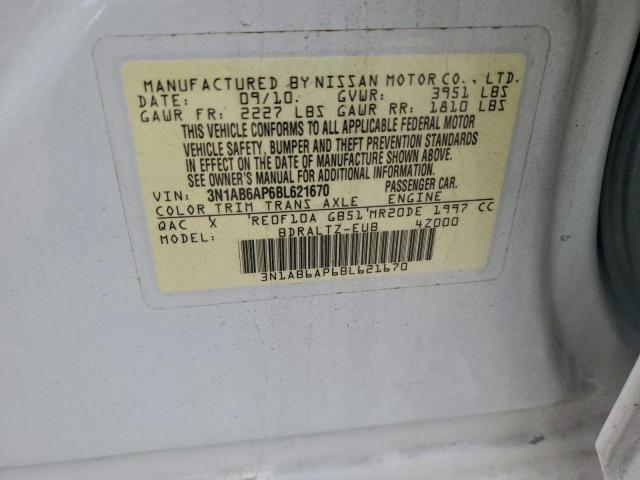 MANUFACTURED BY NISSAN MOTOR CO., LTD.
DATE: 09/10. GVWR: 3951 LBS
GAWR FR: 2227 LBS GAWR RR: 1810 LBS
THIS VEHICLE CONFORMS TO ALL APPLICABLE FEDERAL MOTOR
VEHICLE SAFETY, BUMPER AND THEFT PREVENTION STANDARDS
IN EFFECT ON THE DATE OF MANUFACTURE SHOWN ABOVE.
SEE OWNER'S MANUAL FOR ADDITIONAL INFORMATION.
VIN: 3N1AB6AP6BL621670 PASSENGER CAR.
COLOR TRIM TRANS AXLE ENGINE
QAC X RE0F10A GB51 MR20DE 1997 CC
MODEL: BDRALTZ-EUB 4Z000
3N1AB6AP6BL621670